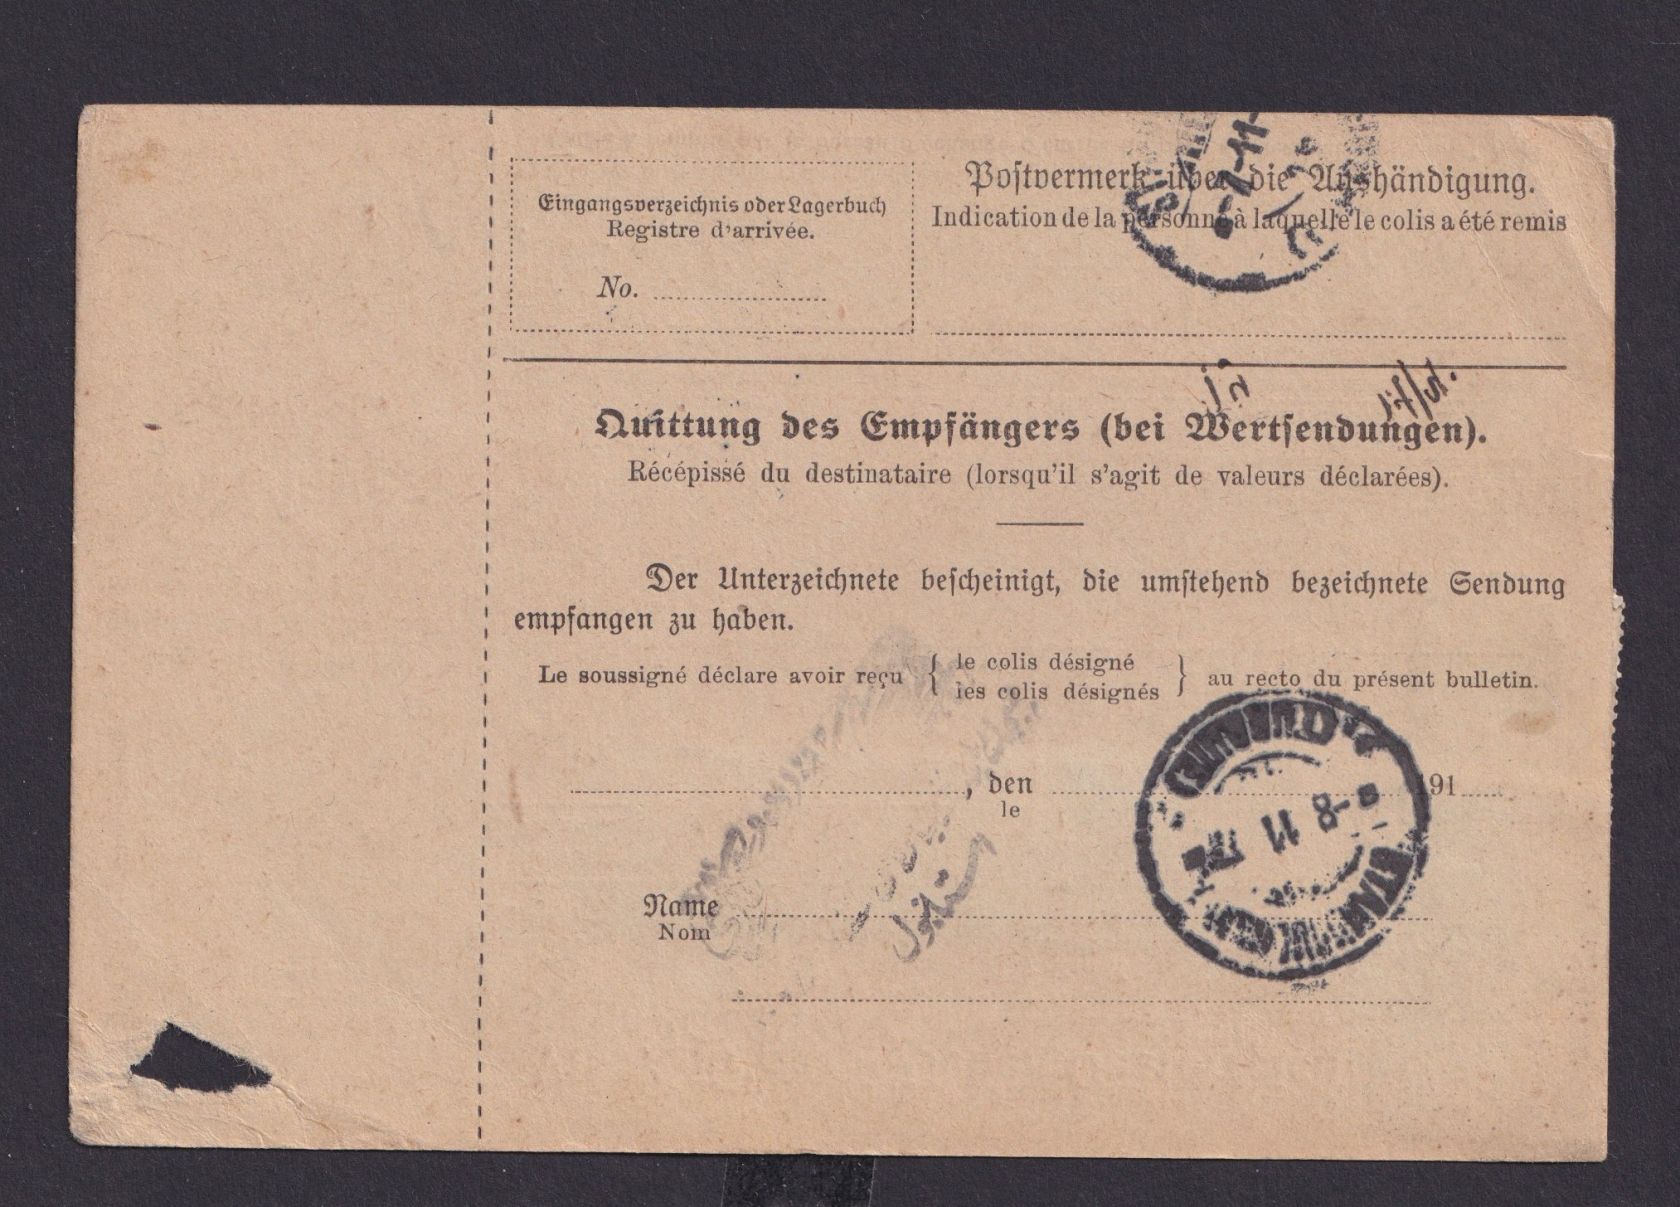 Eingangsverzeichnis oder Lagerbuch
Registre d'arrivée.
No.
Postvermerk über die Aushändigung.
Indication de la personne à laquelle le colis a été remis
Quittung des Empfängers (bei Wertsendungen).
Récépissé du destinataire (lorsqu'il s'agit de valeurs déclarées).
Der Unterzeichnete bescheinigt, die umstehend bezeichnete Sendung
empfangen zu haben.
Le soussigné déclare avoir reçu { le colis désigné
les colis désignés } au recto du présent bulletin.
, den 191
le
Name
Nom
8 11
استانبول